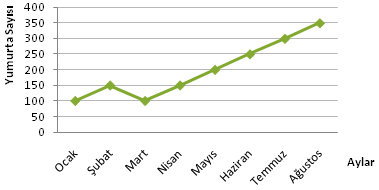 Yumurta Sayısı
400
350
300
250
200
150
100
50
0
Ocak
Şubat
Mart
Nisan
Mayıs
Haziran
Temmuz
Ağustos
Aylar